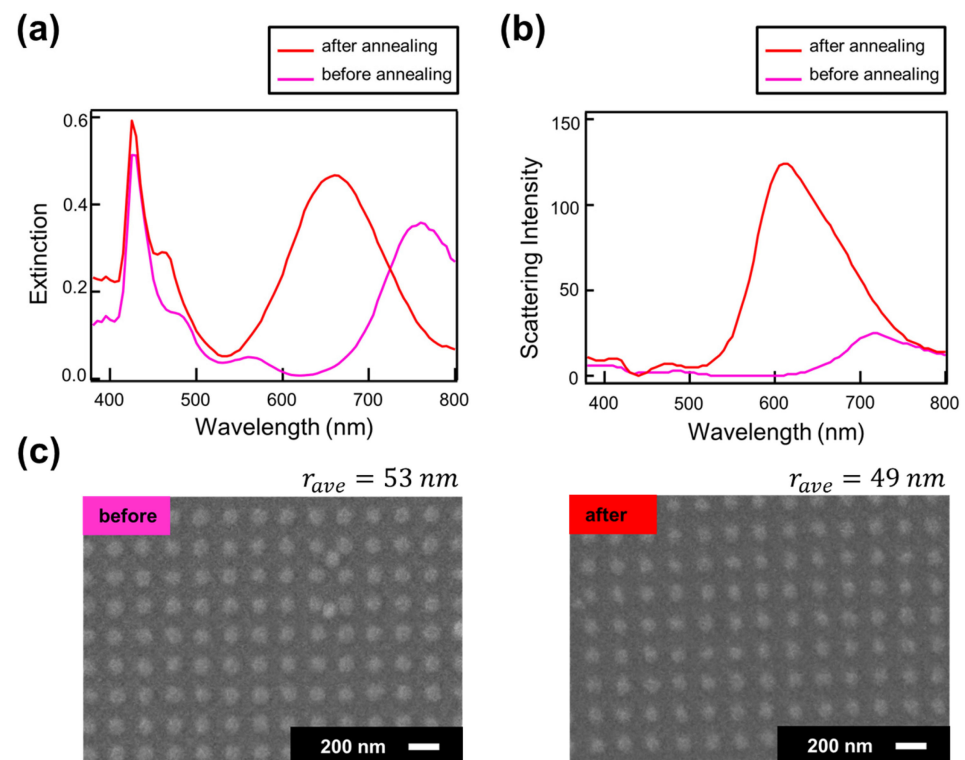 (a)
after annealing
before annealing
0.6
0.4
0.2
0.0
Extinction
400
500
600
700
800
Wavelength (nm)
(b)
after annealing
before annealing
150
100
50
0
Scattering Intensity
400
500
600
700
800
Wavelength (nm)
(c)
r_ave = 53 nm
before
200 nm
r_ave = 49 nm
after
200 nm